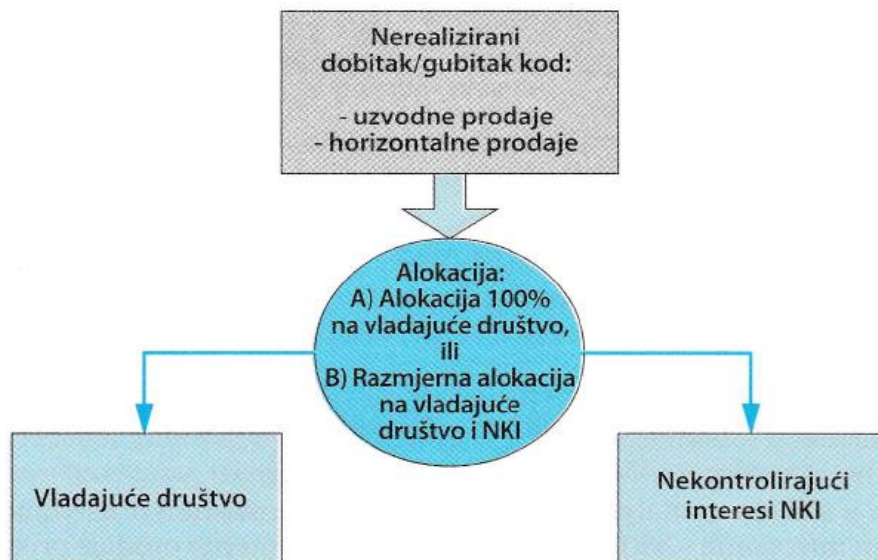 Nerealizirani
dobitak/gubitak kod:
- uzvodne prodaje
- horizontalne prodaje
Alokacija:
A) Alokacija 100%
na vladajuće društvo,
ili
B) Razmjerna alokacija
na vladajuće
društvo i NKI
Vladajuće društvo
Nekontrolirajući
interesi NKI